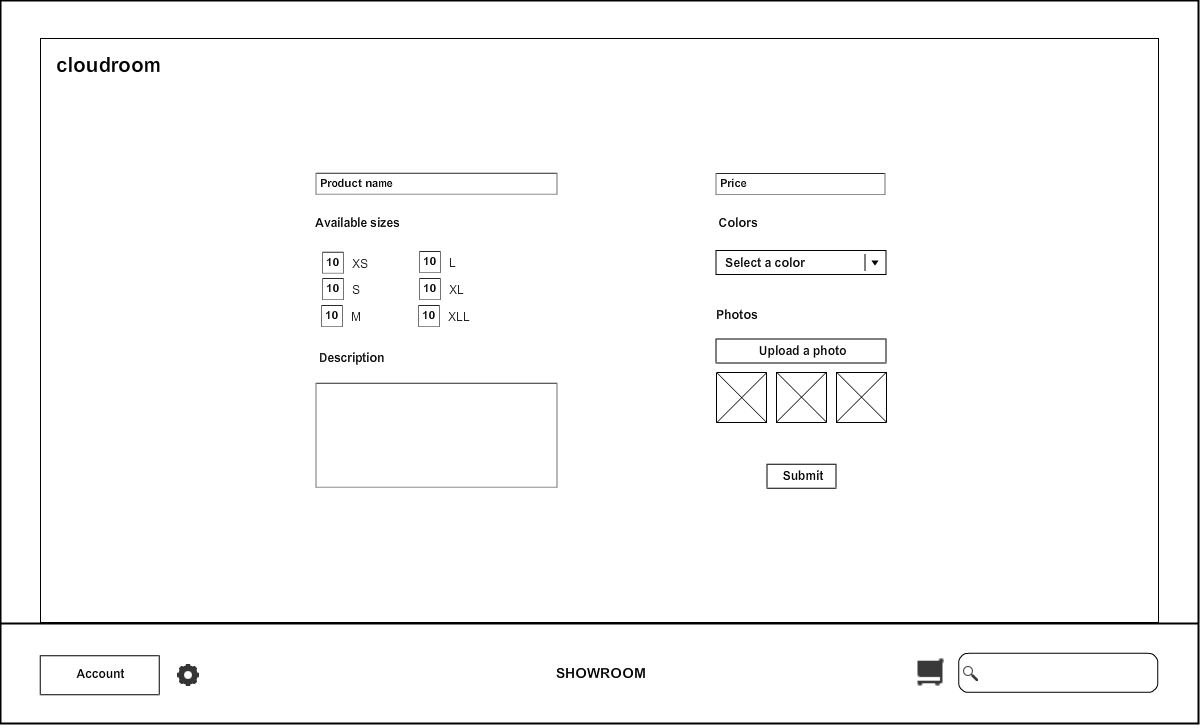 cloudroom
Product name
Price
Available sizes
Colors
10 XS
10 L
Select a color
10 S
10 XL
10 M
10 XLL
Photos
Description
Upload a photo
Submit
Account
SHOWROOM